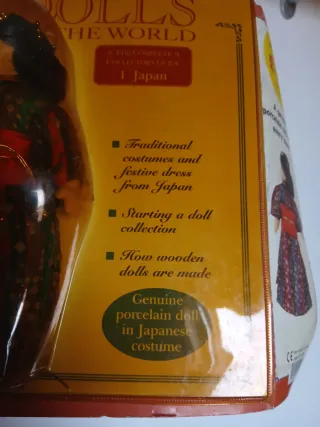 DOLLS
THE WORLD
1 Japan
Traditional
costumes and
festive dress
from Japan
Starting a doll
collection
How wooden
dolls are made
Genuine
porcelain doll
in Japanese
costume
CE